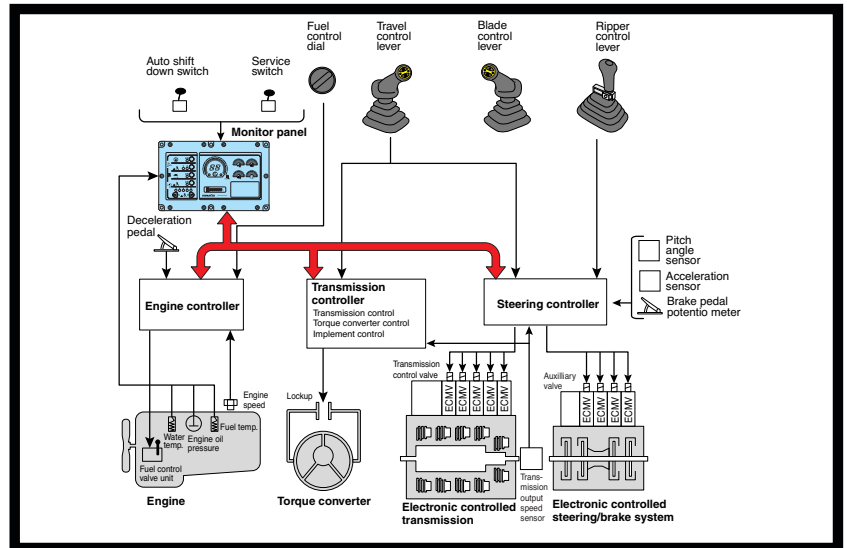 Fuel
control
dial
Travel
control
lever
Blade
control
lever
Ripper
control
lever
Auto shift
down switch
Service
switch
Monitor panel
Deceleration
pedal
Pitch
angle
sensor
Acceleration
sensor
Brake pedal
potentio meter
Engine controller
Transmission
controller
Transmission control
Torque converter control
Implement control
Steering controller
Transmission
control valve
ECMV
ECMV
ECMV
ECMV
ECMV
Auxilliary
valve
ECMV
ECMV
ECMV
ECMV
Engine
speed
Lockup
Water
temp.
Engine oil
pressure
Fuel temp.
Fuel control
valve unit
Engine
Torque converter
Electronic controlled
transmission
Trans-
mission
output
speed
sensor
Electronic controlled
steering/brake system